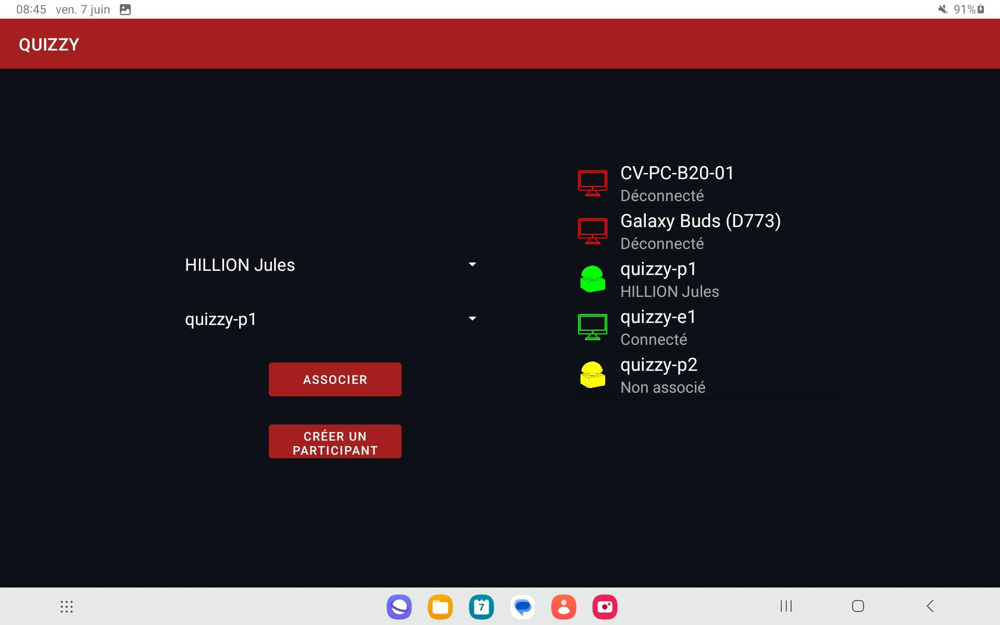 08:45 ven. 7 juin
91%
QUIZZY
HILLION Jules
quizzy-p1
ASSOCIER
CRÉER UN
PARTICIPANT
CV-PC-B20-01
Déconnecté
Galaxy Buds (D773)
Déconnecté
quizzy-p1
HILLION Jules
quizzy-e1
Connecté
quizzy-p2
Non associé
7